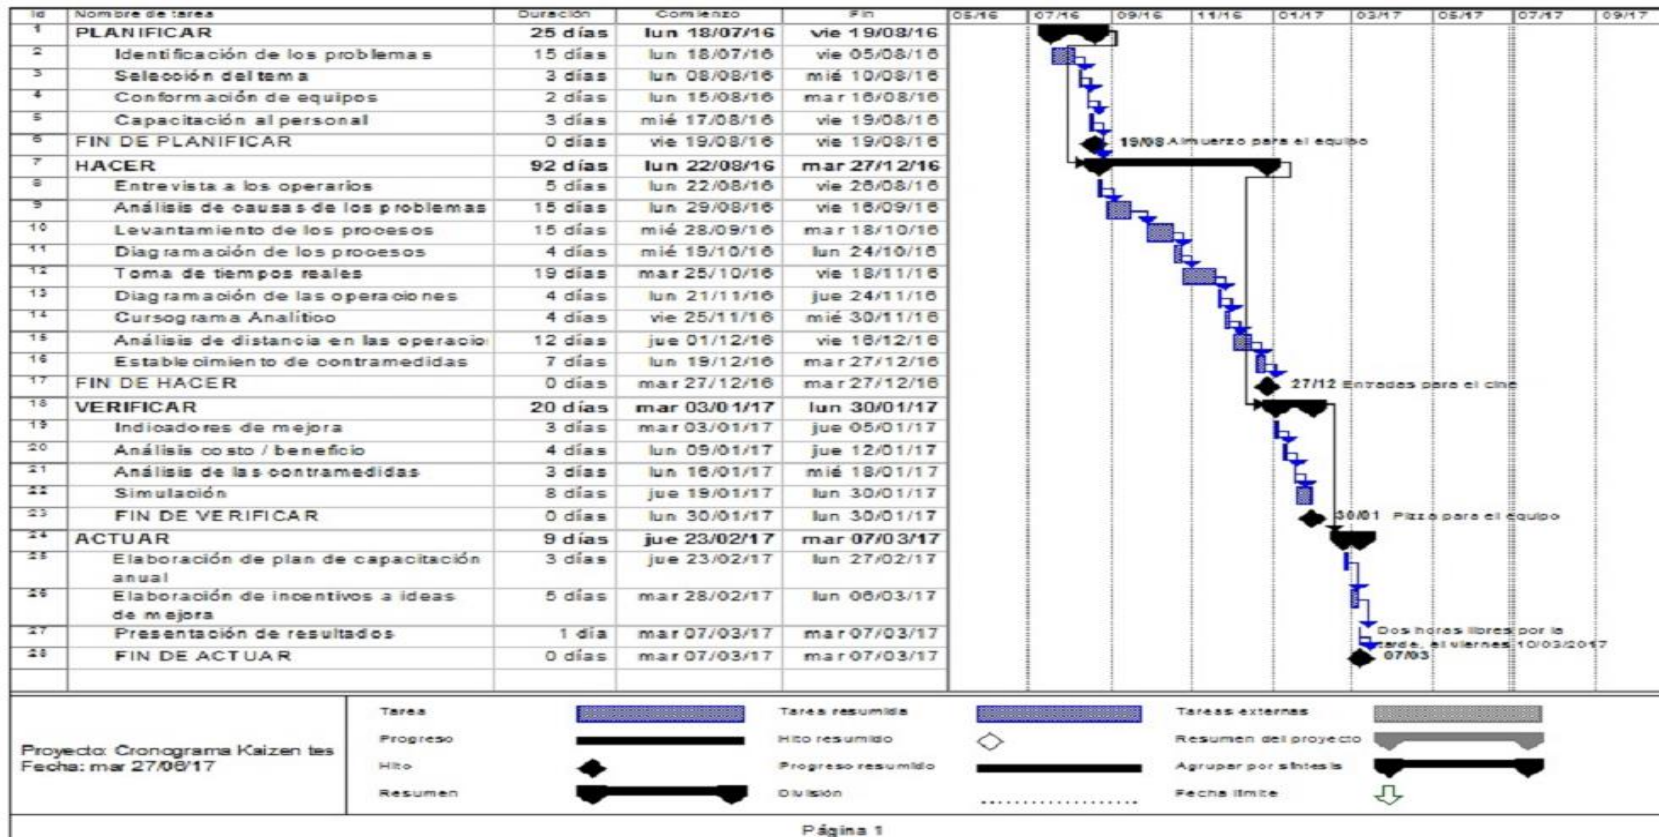 Id Nombre de tarea Duración Comienzo Fin 05/16 07/16 09/16 11/16 01/17 03/17 05/17 07/17 09/17
1 PLANIFICAR 25 días lun 18/07/16 vie 19/08/16
2 Identificación de los problemas 15 días lun 18/07/16 vie 05/08/16
3 Selección del tema 3 días lun 08/08/16 mié 10/08/16
4 Conformación de equipos 2 días lun 15/08/16 mar 16/08/16
5 Capacitación al personal 3 días mié 17/08/16 vie 19/08/16
6 FIN DE PLANIFICAR 0 días vie 19/08/16 vie 19/08/16 19/08 Almuerzo para el equipo
7 HACER 92 días lun 22/08/16 mar 27/12/16
8 Entrevista a los operarios 5 días lun 22/08/16 vie 26/08/16
9 Análisis de causas de los problemas 15 días lun 29/08/16 vie 16/09/16
10 Levantamiento de los procesos 15 días mié 28/09/16 mar 18/10/16
11 Diagramación de los procesos 4 días mié 19/10/16 lun 24/10/16
12 Toma de tiempos reales 19 días mar 25/10/16 vie 18/11/16
13 Diagramación de las operaciones 4 días lun 21/11/16 jue 24/11/16
14 Cursograma Analítico 4 días vie 25/11/16 mié 30/11/16
15 Análisis de distancia en las operacio 12 días jue 01/12/16 vie 16/12/16
16 Establecimiento de contramedidas 7 días lun 19/12/16 mar 27/12/16
17 FIN DE HACER 0 días mar 27/12/16 mar 27/12/16 27/12 Entradas para el cine
18 VERIFICAR 20 días mar 03/01/17 lun 30/01/17
19 Indicadores de mejora 3 días mar 03/01/17 jue 05/01/17
20 Análisis costo / beneficio 4 días lun 09/01/17 jue 12/01/17
21 Análisis de las contramedidas 3 días lun 16/01/17 mié 18/01/17
22 Simulación 8 días jue 19/01/17 lun 30/01/17
23 FIN DE VERIFICAR 0 días lun 30/01/17 lun 30/01/17 30/01 Pizza para el equipo
24 ACTUAR 9 días jue 23/02/17 mar 07/03/17
25 Elaboración de plan de capacitación 3 días jue 23/02/17 lun 27/02/17
anual
26 Elaboración de incentivos a ideas 5 días mar 28/02/17 lun 06/03/17
de mejora
27 Presentación de resultados 1 día mar 07/03/17 mar 07/03/17 Dos horas libres por la
tarde, el viernes 10/03/2017
28 FIN DE ACTUAR 0 días mar 07/03/17 mar 07/03/17 07/03
Proyecto: Cronograma Kaizen tes
Fecha: mar 27/06/17
Tarea Tarea resumida Tareas externas
Progreso Hito resumido Resumen del proyecto
Hito Progreso resumido Agrupar por síntesis
Resumen División Fecha límite
Página 1